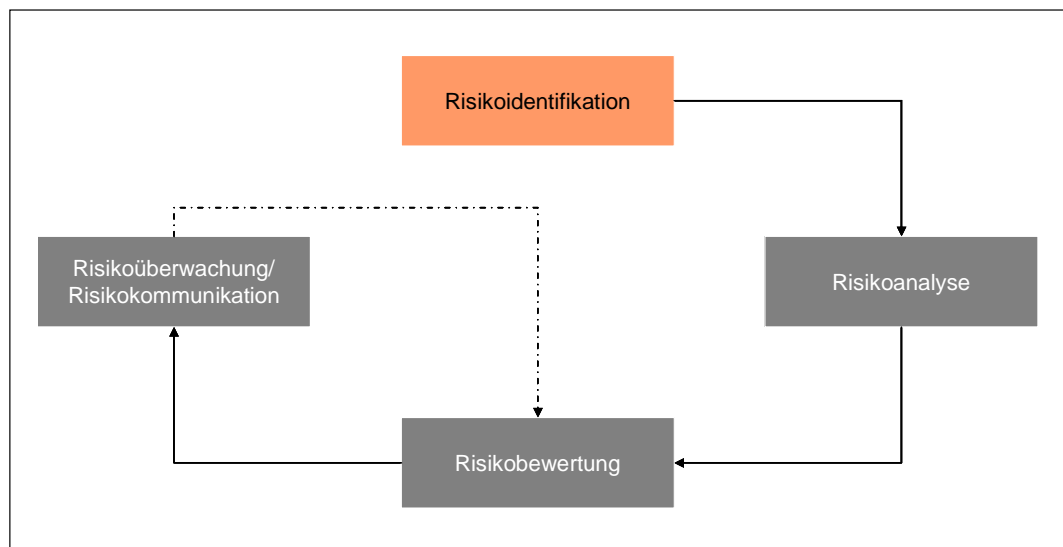 Risikoidentifikation
Risikoüberwachung/
Risikokommunikation
Risikoanalyse
Risikobewertung